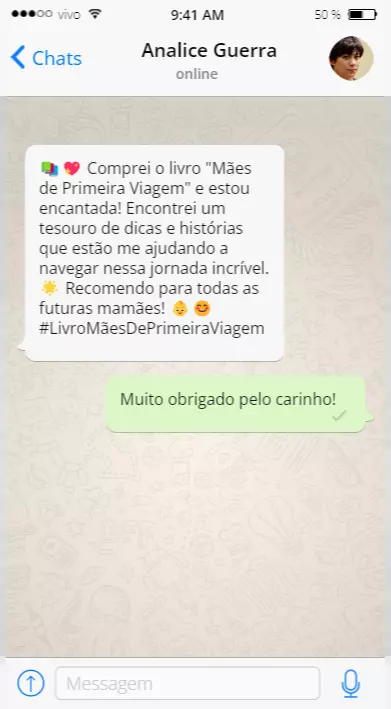 vivo 9:41 AM 50 %
Chats Analice Guerra
online
Comprei o livro "Mães
de Primeira Viagem" e estou
encantada! Encontrei um
tesouro de dicas e histórias
que estão me ajudando a
navegar nessa jornada incrível.
🌟 Recomendo para todas as
futuras mamães! 👶 😊
#LivroMãesDePrimeiraViagem
Muito obrigado pelo carinho!
Messagem